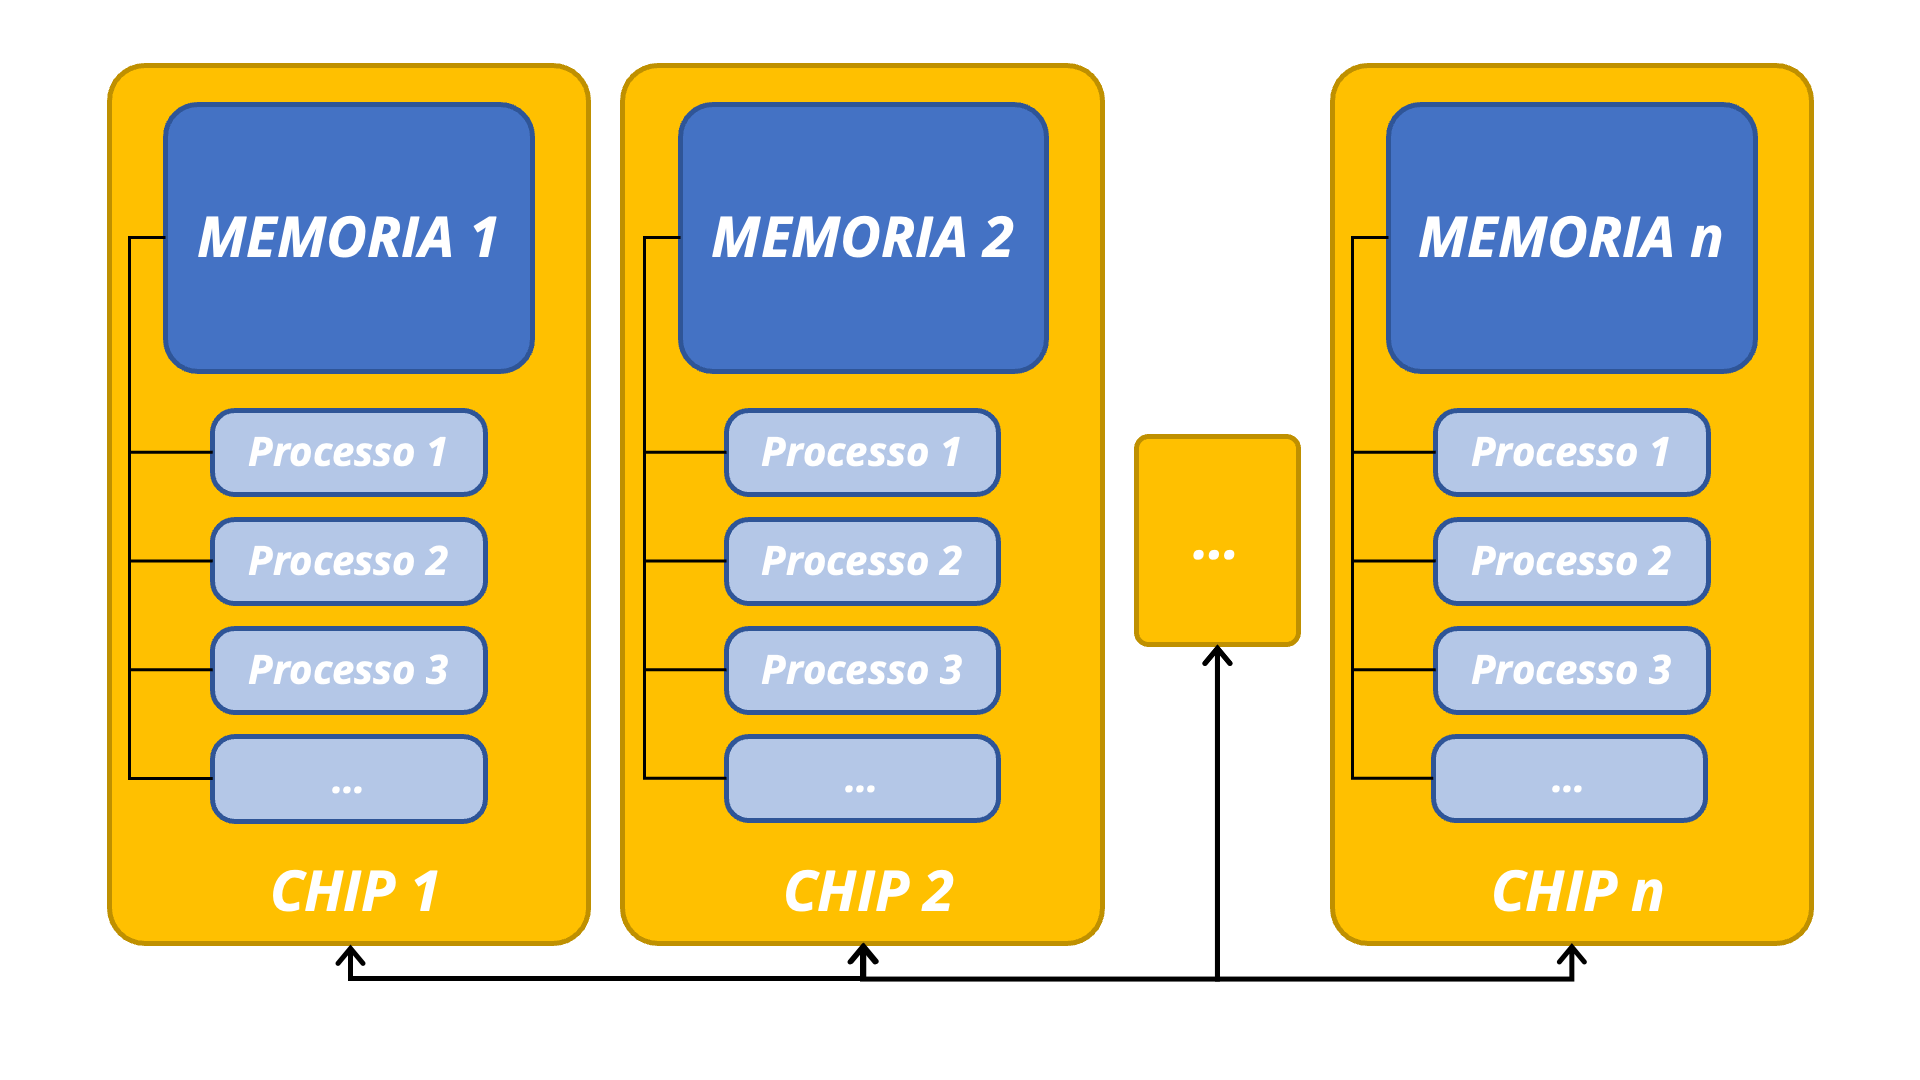 MEMORIA 1
Processo 1
Processo 2
Processo 3
...
CHIP 1
MEMORIA 2
Processo 1
Processo 2
Processo 3
...
CHIP 2
...
MEMORIA n
Processo 1
Processo 2
Processo 3
...
CHIP n